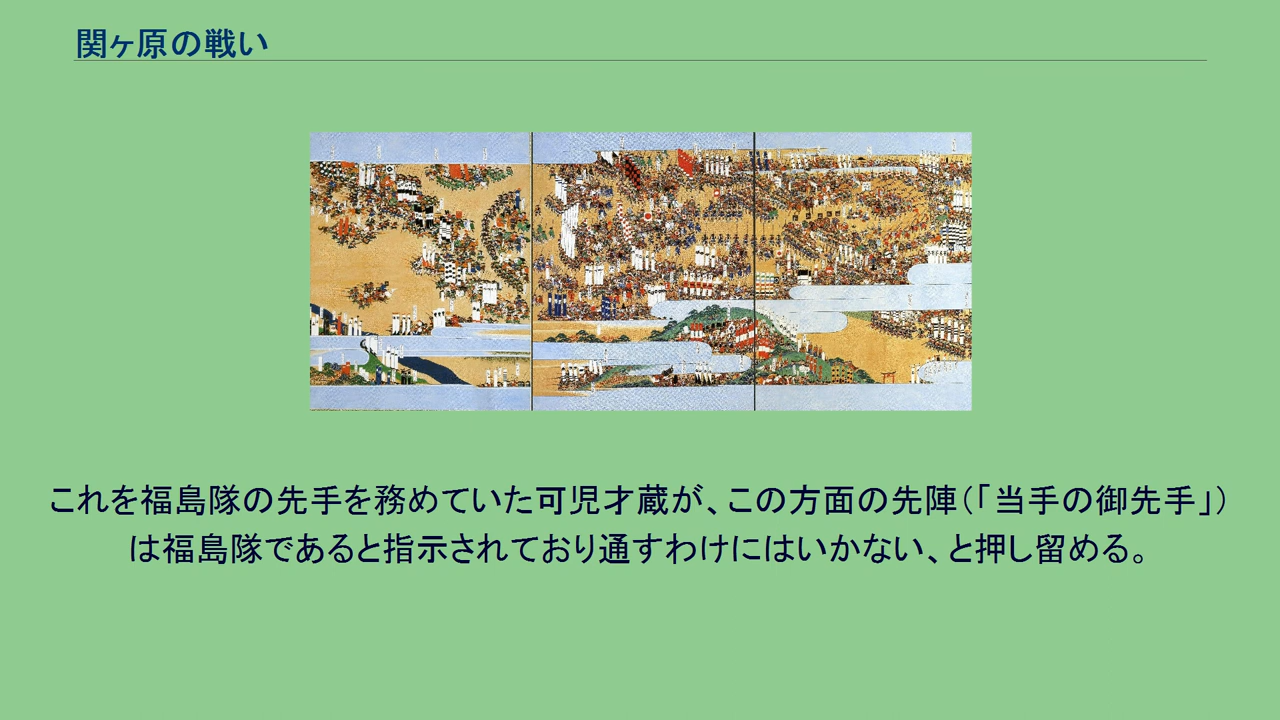 関ヶ原の戦い
これを福島隊の先手を務めていた可児才蔵が、この方面の先陣（「当手の御先手」）
は福島隊であると指示されており通すわけにはいかない、と押し留める。